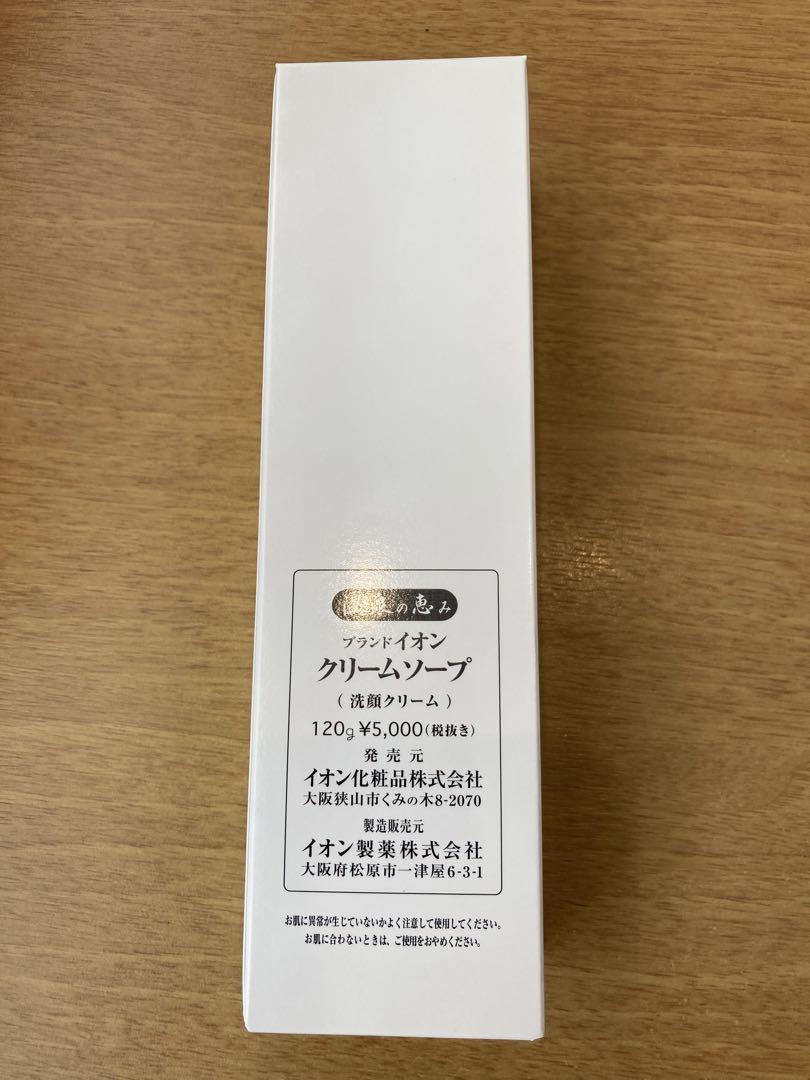 の恵み
ブランドイオン
クリームソープ
(洗顔クリーム)
120g ¥5,000(税抜き)
発売元
イオン化粧品株式会社
大阪狭山市くみの木8-2070
製造販売元
イオン製薬株式会社
大阪府松原市一津屋6-3-1
お肌に異常が生じていないかよく注意して使用してください。
お肌に合わないときは、ご使用をおやめください。